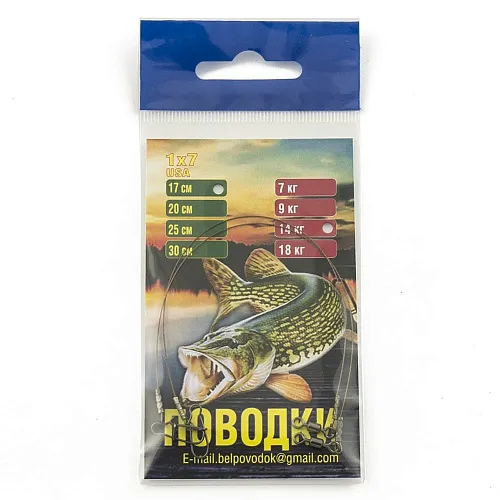 1x7
USA
17 см 7 кг
20 см 9 кг
25 см 14 кг
30 см 18 кг
ПОВОДКИ
E-mail.belpovodok@gmail.com